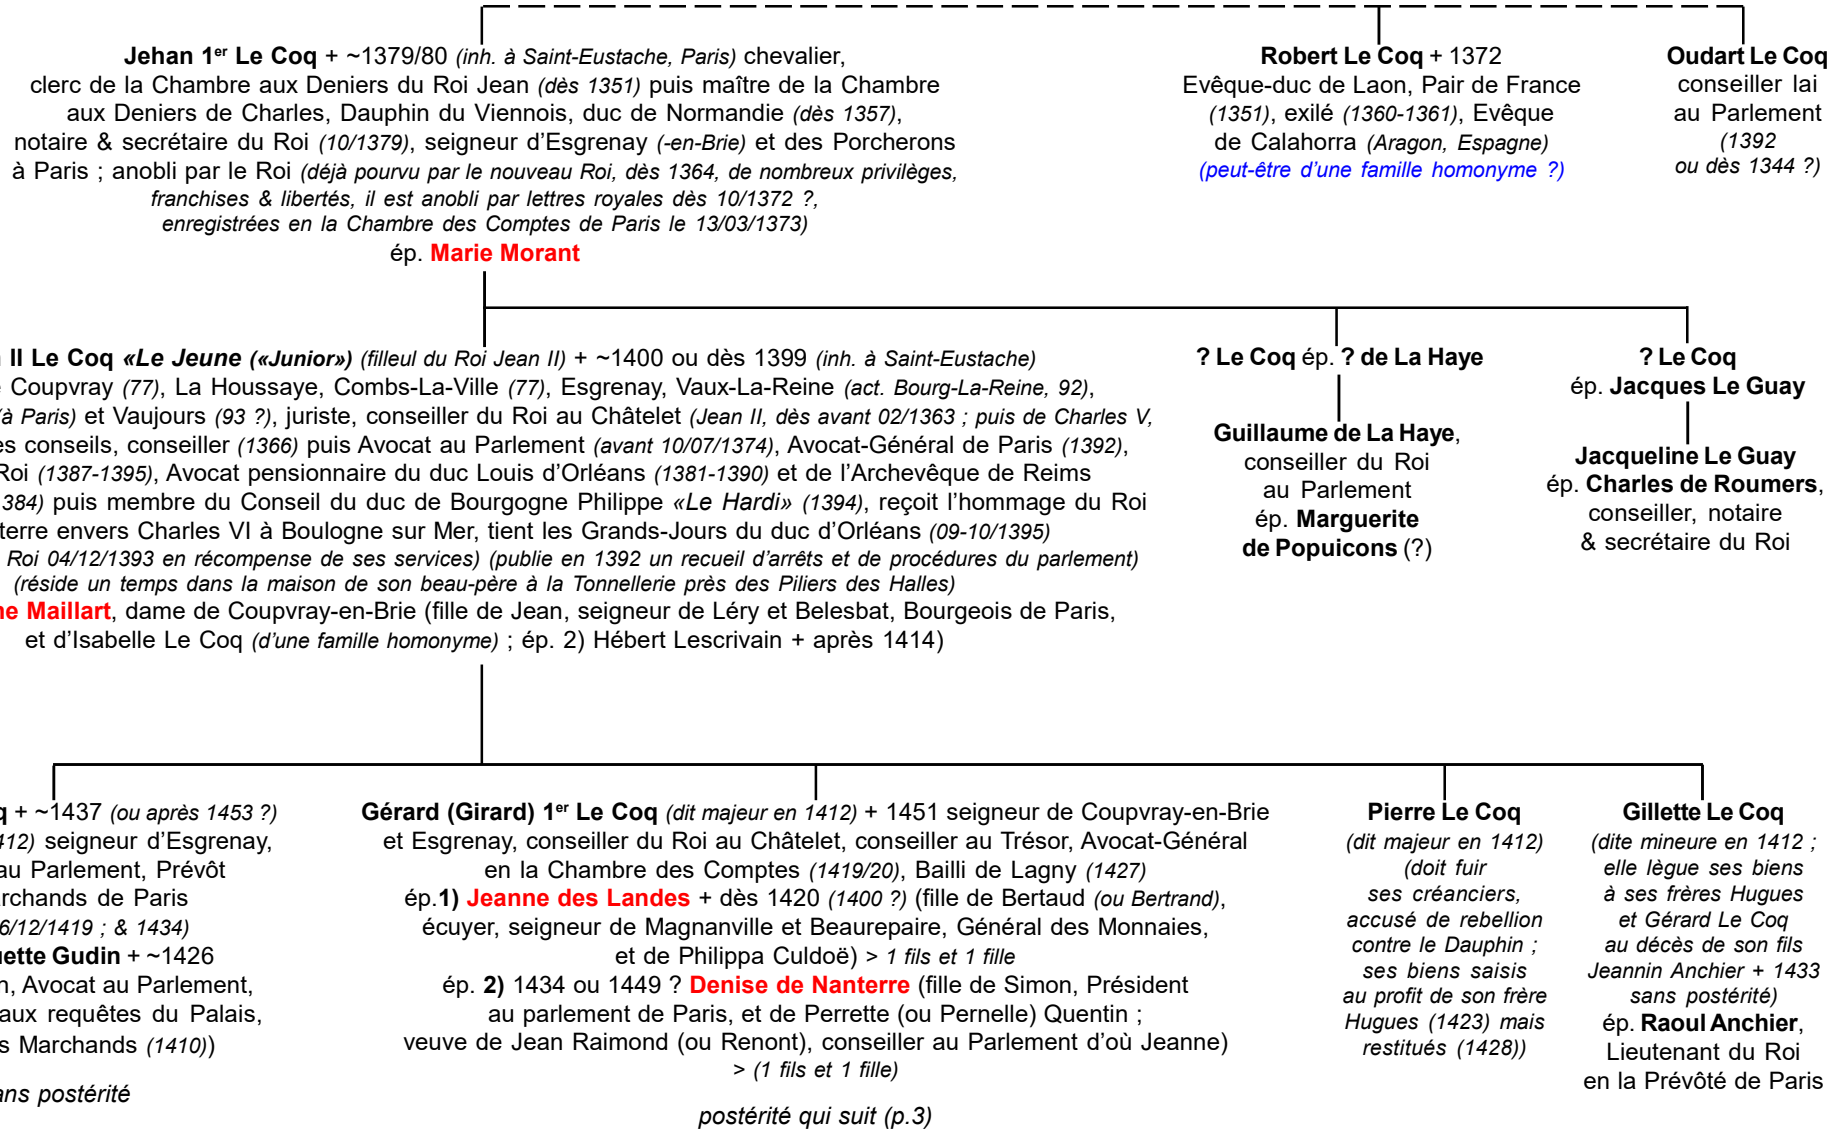 Jehan 1er Le Coq + ~1379/80 (inh. à Saint-Eustache, Paris) chevalier,
clerc de la Chambre aux Deniers du Roi Jean (dès 1351) puis maître de la Chambre
aux Deniers de Charles, Dauphin du Viennois, duc de Normandie (dès 1357),
notaire & secrétaire du Roi (10/1379), seigneur d'Esgrenay (-en-Brie) et des Porcherons
à Paris ; anobli par le Roi (déjà pourvu par le nouveau Roi, dès 1364, de nombreux privilèges,
franchises & libertés, il est anobli par lettres royales dès 10/1372 ?,
enregistrées en la Chambre des Comptes de Paris le 13/03/1373)
ép. Marie Morant
Robert Le Coq + 1372
Evêque-duc de Laon, Pair de France
(1351), exilé (1360-1361), Evêque
de Calahorra (Aragon, Espagne)
(peut-être d'une famille homonyme ?)
Oudart Le Coq
conseiller lai
au Parlement
(1392
ou dès 1344 ?)
II Le Coq «Le Jeune («Junior») (filleul du Roi Jean II) + ~1400 ou dès 1399 (inh. à Saint-Eustache)
Coupvray (77), La Houssaye, Combs-La-Ville (77), Esgrenay, Vaux-La-Reine (act. Bourg-La-Reine, 92),
(à Paris) et Vaujours (93 ?), juriste, conseiller du Roi au Châtelet (Jean II, dès avant 02/1363 ; puis de Charles V,
es conseils, conseiller (1366) puis Avocat au Parlement (avant 10/07/1374), Avocat-Général de Paris (1392),
Roi (1387-1395), Avocat pensionnaire du duc Louis d'Orléans (1381-1390) et de l'Archevêque de Reims
384) puis membre du Conseil du duc de Bourgogne Philippe «Le Hardi» (1394), reçoit l'hommage du Roi
terre envers Charles VI à Boulogne sur Mer, tient les Grands-Jours du duc d'Orléans (09-10/1395)
Roi 04/12/1393 en récompense de ses services) (publie en 1392 un recueil d'arrêts et de procédures du parlement)
(réside un temps dans la maison de son beau-père à la Tonnellerie près des Piliers des Halles)
ne Maillart, dame de Coupvray-en-Brie (fille de Jean, seigneur de Léry et Belesbat, Bourgeois de Paris,
et d'Isabelle Le Coq (d'une famille homonyme) ; ép. 2) Hébert Lescrivain + après 1414)
? Le Coq ép. ? de La Haye
Guillaume de La Haye,
conseiller du Roi
au Parlement
ép. Marguerite
de Popuicons (?)
? Le Coq
ép. Jacques Le Guay
Jacqueline Le Guay
ép. Charles de Roumers,
conseiller, notaire
& secrétaire du Roi
q + ~1437 (ou après 1453 ?)
412) seigneur d'Esgrenay,
au Parlement, Prévôt
rchands de Paris
6/12/1419 ; & 1434)
uette Gudin + ~1426
n, Avocat au Parlement,
aux requêtes du Palais,
s Marchands (1410))
ans postérité
Gérard (Girard) 1er Le Coq (dit majeur en 1412) + 1451 seigneur de Coupvray-en-Brie
et Esgrenay, conseiller du Roi au Châtelet, conseiller au Trésor, Avocat-Général
en la Chambre des Comptes (1419/20), Bailli de Lagny (1427)
ép.1) Jeanne des Landes + dès 1420 (1400 ?) (fille de Bertaud (ou Bertrand),
écuyer, seigneur de Magnanville et Beaurepaire, Général des Monnaies,
et de Philippa Culdoë) > 1 fils et 1 fille
ép. 2) 1434 ou 1449 ? Denise de Nanterre (fille de Simon, Président
au parlement de Paris, et de Perrette (ou Pernelle) Quentin ;
veuve de Jean Raimond (ou Renont), conseiller au Parlement d'où Jeanne)
> (1 fils et 1 fille)
postérité qui suit (p.3)
Pierre Le Coq
(dit majeur en 1412)
(doit fuir
ses créanciers,
accusé de rebellion
contre le Dauphin ;
ses biens saisis
au profit de son frère
Hugues (1423) mais
restitués (1428))
Gillette Le Coq
(dite mineure en 1412 ;
elle lègue ses biens
à ses frères Hugues
et Gérard Le Coq
au décès de son fils
Jeannin Anchier + 1433
sans postérité)
ép. Raoul Anchier,
Lieutenant du Roi
en la Prévôté de Paris